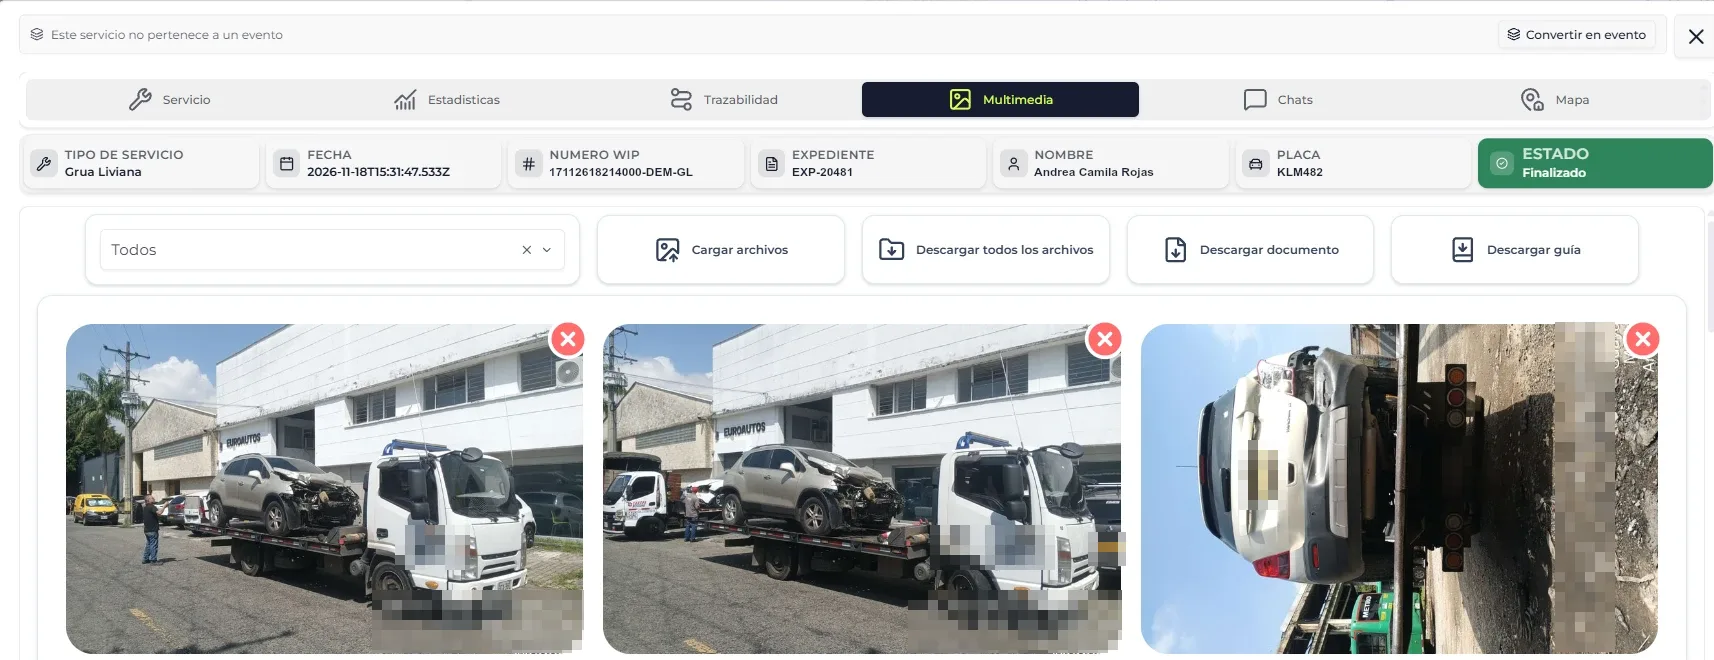 Este servicio no pertenece a un evento
Convertir en evento
Servicio
Estadisticas
Trazabilidad
Multimedia
Chats
Mapa
TIPO DE SERVICIO
Grua Liviana
FECHA
2026-11-18T15:31:47.533Z
NUMERO WIP
17112618214000-DEM-GL
EXPEDIENTE
EXP-20481
NOMBRE
Andrea Camila Rojas
PLACA
KLM482
ESTADO
Finalizado
Todos
Cargar archivos
Descargar todos los archivos
Descargar documento
Descargar guía
EUROAUTOS
EUROAUTOS
METRO